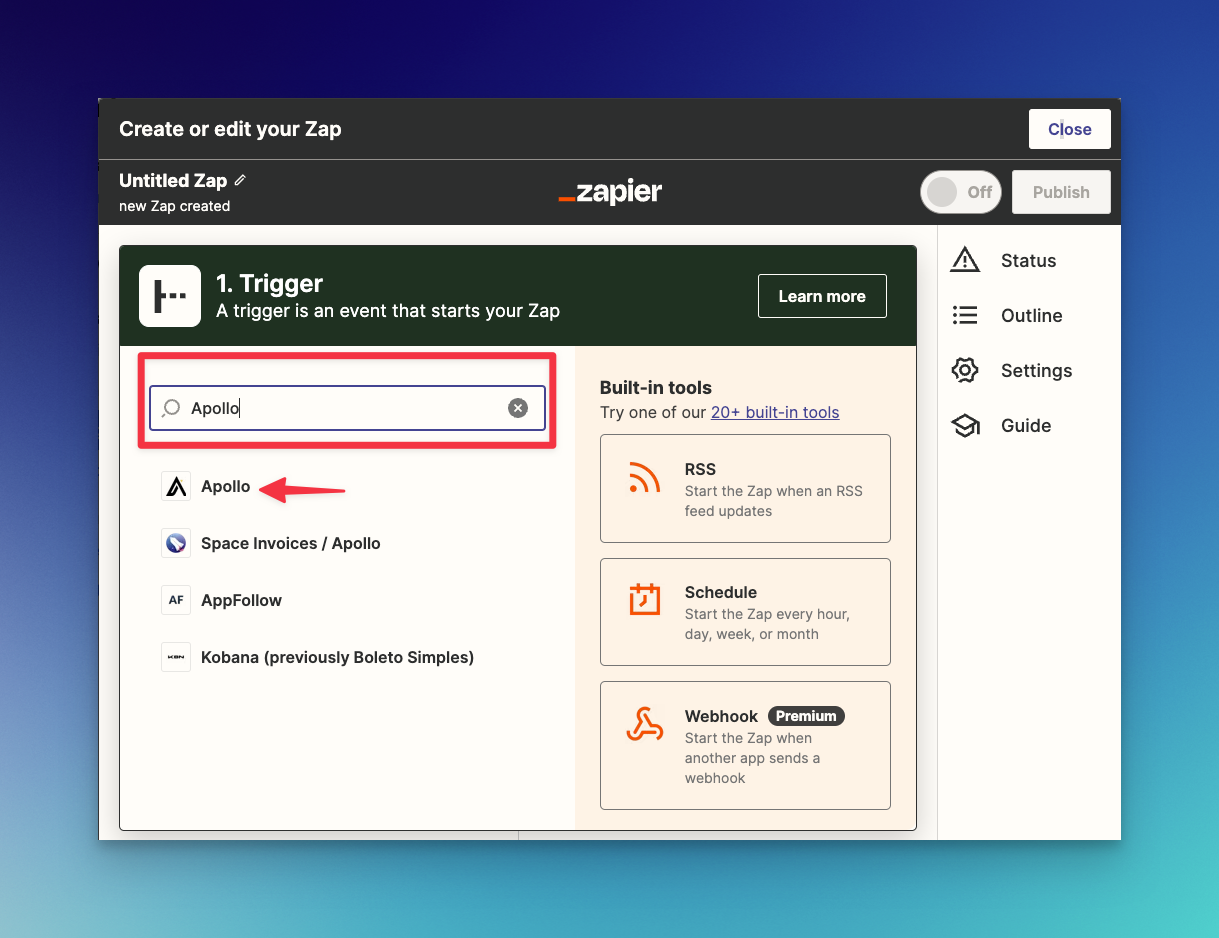 Create or edit your Zap
Close
Untitled Zap
new Zap created
_zapier
Off
Publish
1. Trigger
A trigger is an event that starts your Zap
Learn more
Status
Outline
Settings
Guide
Apollo
Apollo
Space Invoices / Apollo
AF
AppFollow
KBN
Kobana (previously Boleto Simples)
Built-in tools
Try one of our 20+ built-in tools
RSS
Start the Zap when an RSS
feed updates
Schedule
Start the Zap every hour,
day, week, or month
Webhook Premium
Start the Zap when
another app sends a
webhook